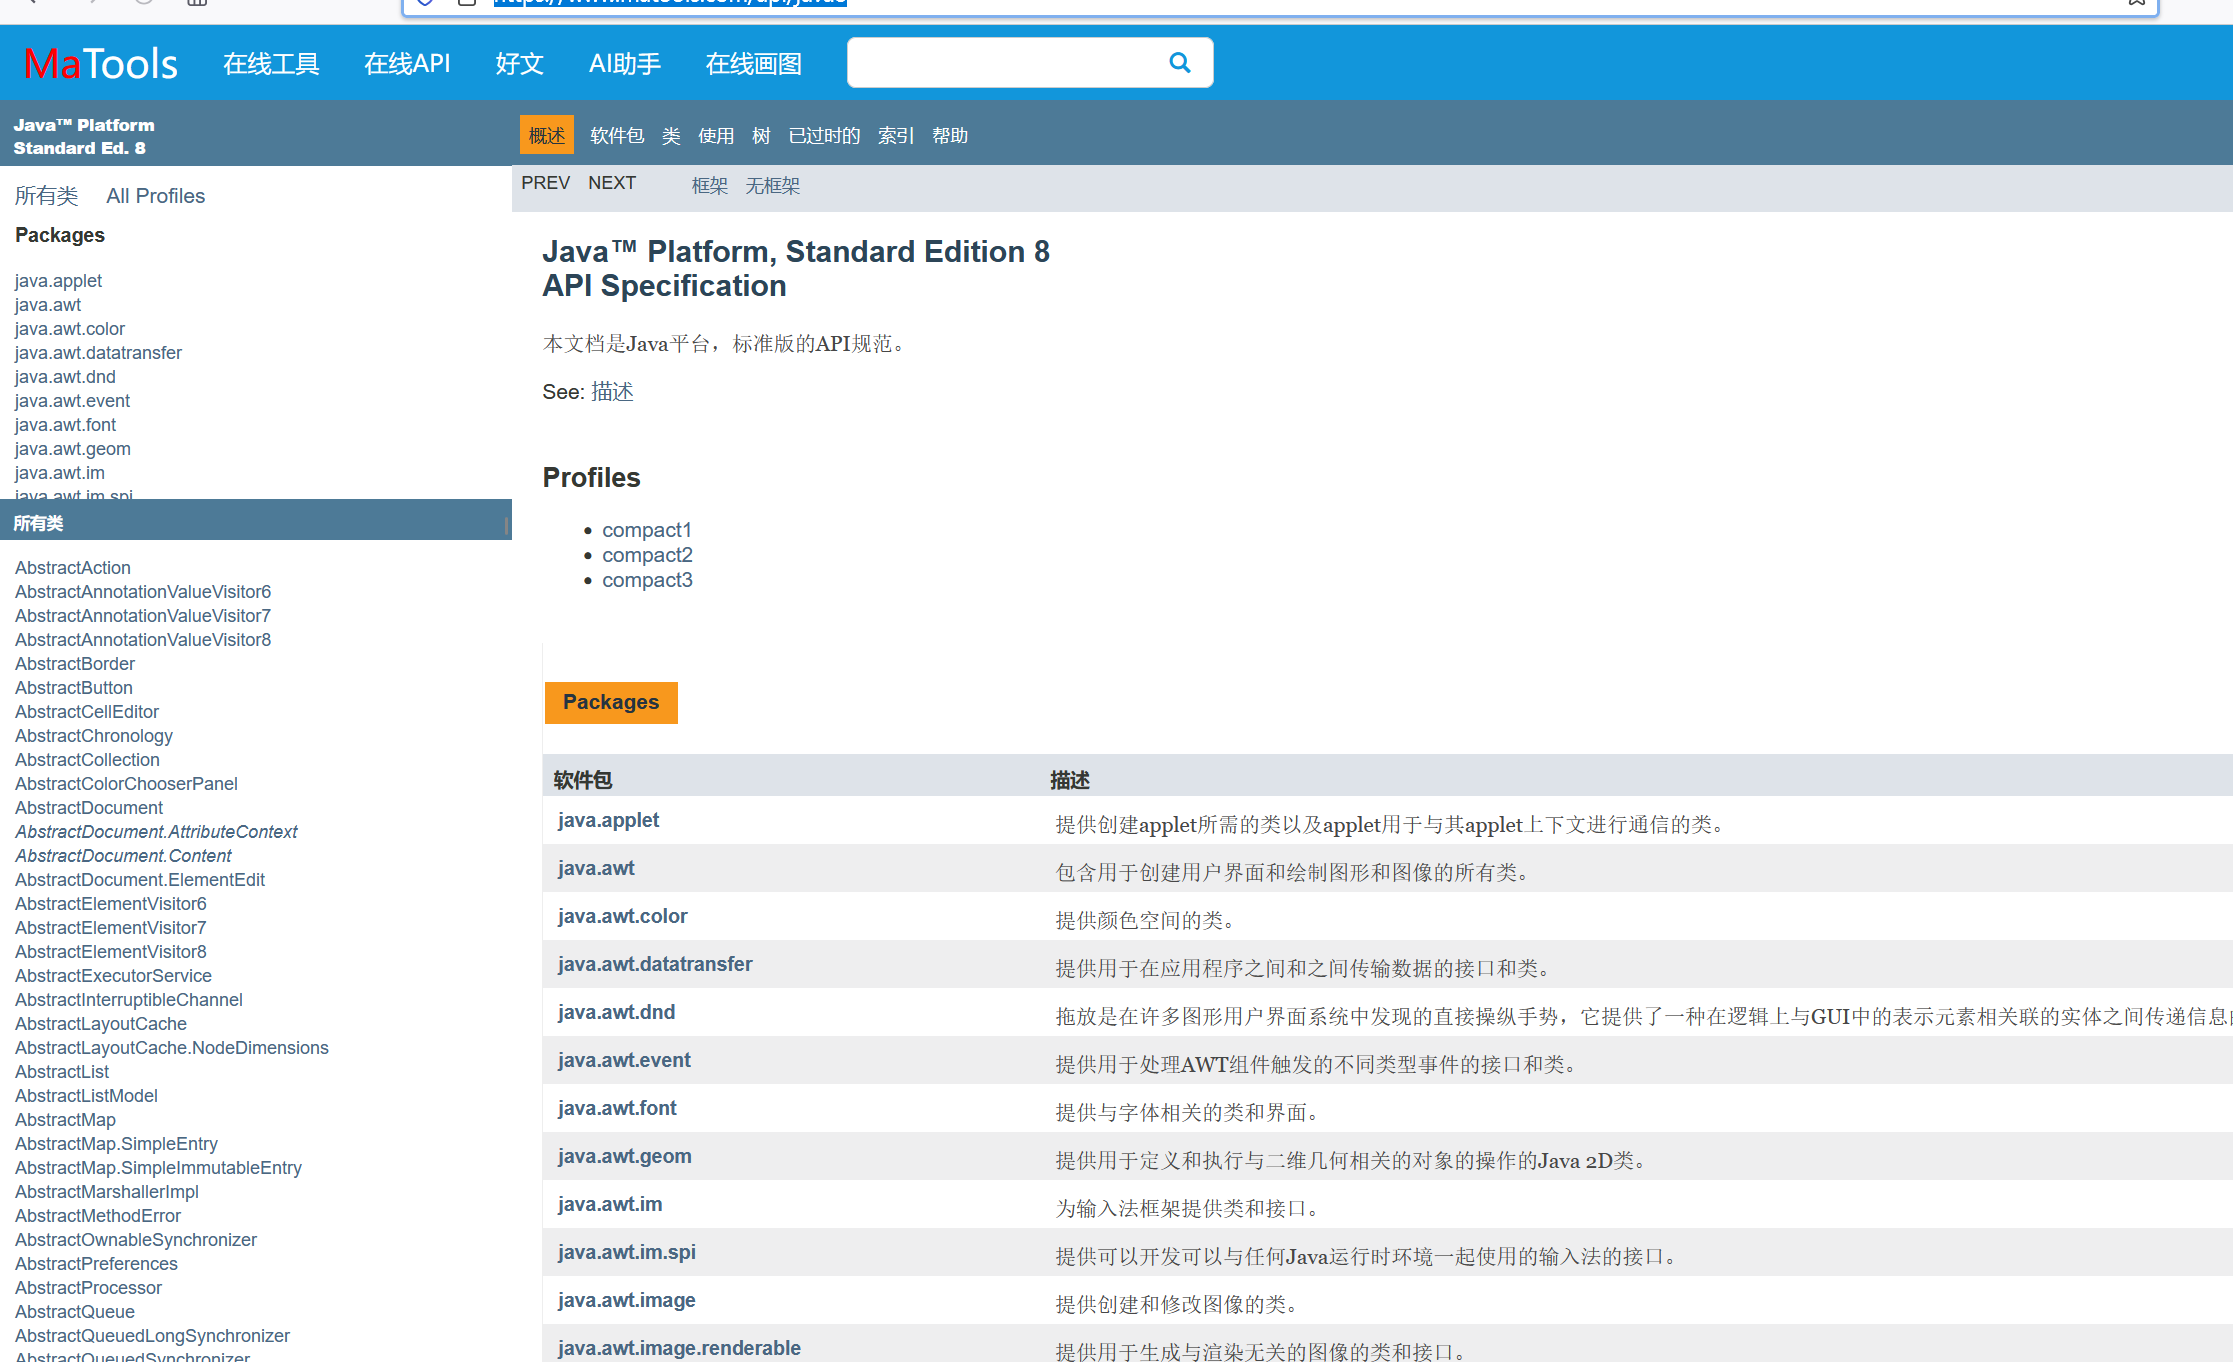 MaTools 在线工具 在线API 好文 AI助手 在线画图
Java™ Platform
Standard Ed. 8
所有类 All Profiles
Packages
java.applet
java.awt
java.awt.color
java.awt.datatransfer
java.awt.dnd
java.awt.event
java.awt.font
java.awt.geom
java.awt.im
java.awt.im.spi
所有类
AbstractAction
AbstractAnnotationValueVisitor6
AbstractAnnotationValueVisitor7
AbstractAnnotationValueVisitor8
AbstractBorder
AbstractButton
AbstractCellEditor
AbstractChronology
AbstractCollection
AbstractColorChooserPanel
AbstractDocument
AbstractDocument.AttributeContext
AbstractDocument.Content
AbstractDocument.ElementEdit
AbstractElementVisitor6
AbstractElementVisitor7
AbstractElementVisitor8
AbstractExecutorService
AbstractInterruptibleChannel
AbstractLayoutCache
AbstractLayoutCache.NodeDimensions
AbstractList
AbstractListModel
AbstractMap
AbstractMap.SimpleEntry
AbstractMap.SimpleImmutableEntry
AbstractMarshallerImpl
AbstractMethodError
AbstractOwnableSynchronizer
AbstractPreferences
AbstractProcessor
AbstractQueue
AbstractQueuedLongSynchronizer
AbstractQueuedSynchronizer
概述 软件包 类 使用 树 已过时的 索引 帮助
PREV NEXT 框架 无框架
Java™ Platform, Standard Edition 8
API Specification
本文档是Java平台，标准版的API规范。
See: 描述
Profiles
• compact1
• compact2
• compact3
Packages
软件包 描述
java.applet 提供创建applet所需的类以及applet用于与其applet上下文进行通信的类。
java.awt 包含用于创建用户界面和绘制图形和图像的所有类。
java.awt.color 提供颜色空间的类。
java.awt.datatransfer 提供用于在应用程序之间和之间传输数据的接口和类。
java.awt.dnd 拖放是在许多图形用户界面系统中发现的直接操纵手势，它提供了一种在逻辑上与GUI中的表示元素相关联的实体之间传递信息
java.awt.event 提供用于处理AWT组件触发的不同类型事件的接口和类。
java.awt.font 提供与字体相关的类和界面。
java.awt.geom 提供用于定义和执行与二维几何相关的对象的操作的Java 2D类。
java.awt.im 为输入法框架提供类和接口。
java.awt.im.spi 提供可以开发可以与任何Java运行时环境一起使用的输入法的接口。
java.awt.image 提供创建和修改图像的类。
java.awt.image.renderable 提供用于生成与渲染无关的图像的类和接口。